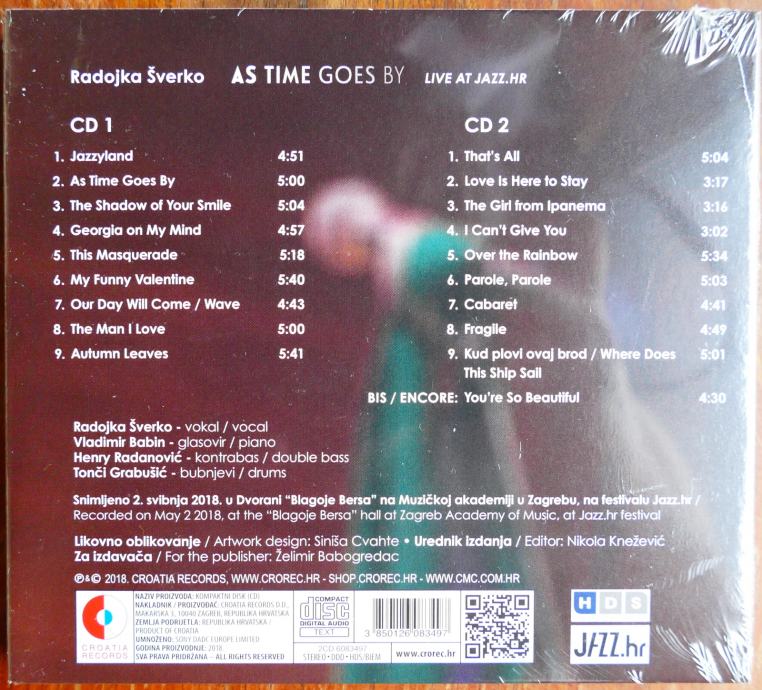 Radojka Šverko AS TIME GOES BY LIVE AT JAZZ.HR
CD 1
1. Jazzyland 4:51
2. As Time Goes By 5:00
3. The Shadow of Your Smile 5:04
4. Georgia on My Mind 4:57
5. This Masquerade 5:18
6. My Funny Valentine 5:40
7. Our Day Will Come / Wave 4:43
8. The Man I Love 5:00
9. Autumn Leaves 5:41
CD 2
1. That's All 5:04
2. Love Is Here to Stay 3:17
3. The Girl from Ipanema 3:16
4. I Can't Give You 3:02
5. Over the Rainbow 5:34
6. Parole, Parole 5:03
7. Cabaret 4:41
8. Fragile 4:49
9. Kud plovi ovaj brod / Where Does 5:01
This Ship Sail
BIS / ENCORE: You're So Beautiful 4:30
Radojka Šverko - vokal / vocal
Vladimir Babin - glasovir / piano
Henry Radanović - kontrabas / double bass
Tonči Grabušić - bubnjevi / drums
Snimljeno 2. svibnja 2018. u Dvorani "Blagoje Bersa" na Muzičkoj akademiji u Zagrebu, na festivalu Jazz.hr /
Recorded on May 2 2018, at the "Blagoje Bersa" hall at Zagreb Academy of Music, at Jazz.hr festival
Likovno oblikovanje / Artwork design: Siniša Cvahte • Urednik izdanja / Editor: Nikola Knežević
Za izdavača / For the publisher: Želimir Babogredac
℗&© 2018. CROATIA RECORDS, WWW.CROREC.HR - SHOP.CROREC.HR - WWW.CMC.COM.HR
CROATIA
RECORDS
NAZIV PROIZVODA: KOMPAKTNI DISK (CD)
NAKLADNIK / PROIZVOĐAČ: CROATIA RECORDS D.D.,
MAKARSKA 3, 10040 ZAGREB, REPUBLIKA HRVATSKA
ZEMLJA PODRIJETLA: REPUBLIKA HRVATSKA /
PRODUCT OF CROATIA
UMNOŽENO: SONY DADC EUROPE LIMITED
GODINA PROIZVODNJE: 2018.
SVA PRAVA PRIDRŽANA – ALL RIGHTS RESERVED
COMPACT
disc
DIGITAL AUDIO
TEXT
2CD 6083497
STEREO • DDD • HDS/BIEM
3 850126 083497
www.crorec.hr
HDS
JAZZ.hr